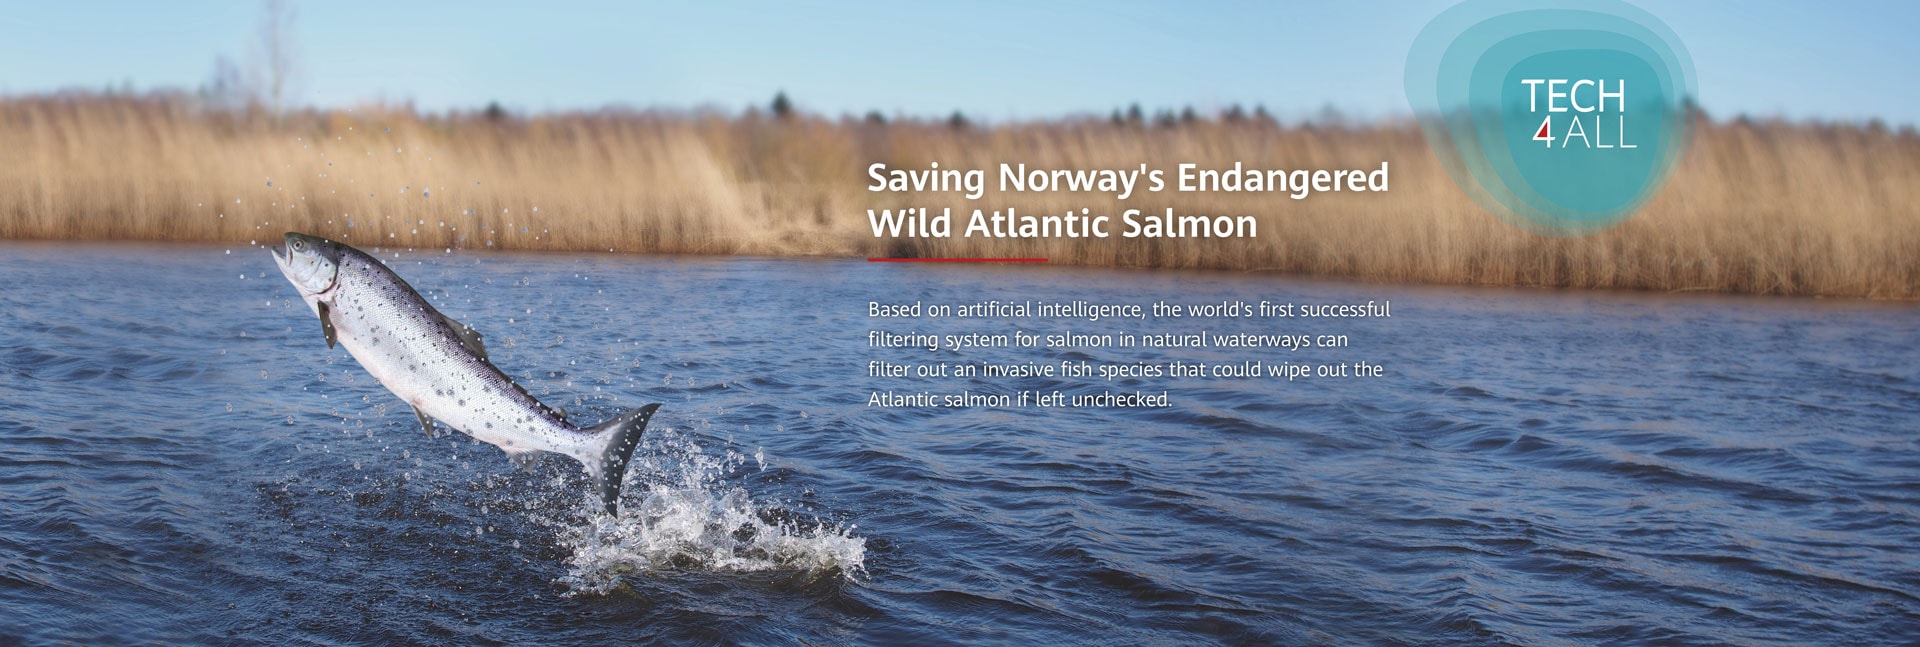 TECH
4ALL
Saving Norway's Endangered
Wild Atlantic Salmon
Based on artificial intelligence, the world's first successful
filtering system for salmon in natural waterways can
filter out an invasive fish species that could wipe out the
Atlantic salmon if left unchecked.